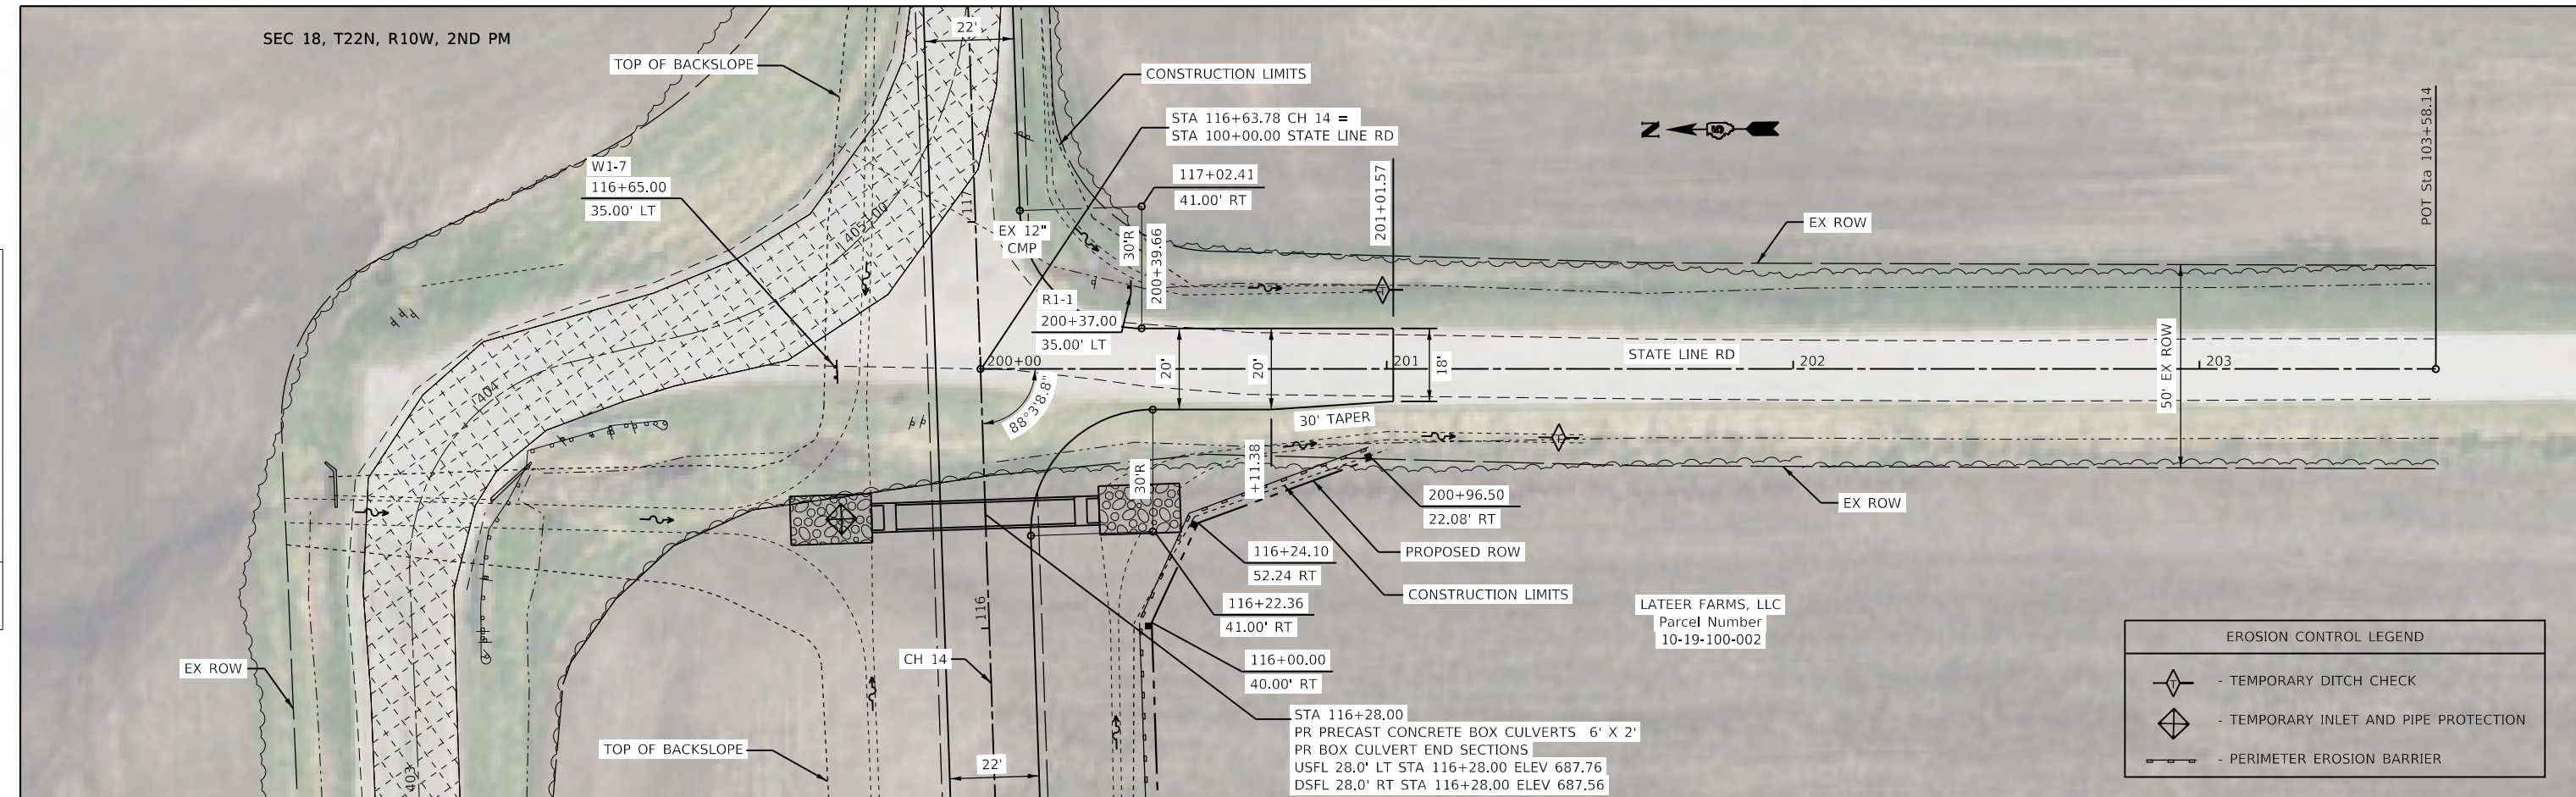 SEC 18, T22N, R10W, 2ND PM
22'
TOP OF BACKSLOPE
CONSTRUCTION LIMITS
STA 116+63.78 CH 14 =
STA 100+00.00 STATE LINE RD
N
POT Sta 103+58.14
W1-7
116+65.00
35.00' LT
117+02.41
41.00' RT
117
405+00
EX 12"
CMP
30'R
200+39.66
201+01.57
EX ROW
R1-1
200+37.00
35.00' LT
200+00
20'
20'
201
18'
STATE LINE RD
202
50' EX ROW
203
404
88°3'8.8"
30' TAPER
30'R
+11.38
200+96.50
22.08' RT
EX ROW
116+24.10
52.24 RT
PROPOSED ROW
116+22.36
41.00' RT
CONSTRUCTION LIMITS
116
LATEER FARMS, LLC
Parcel Number
10-19-100-002
EX ROW
CH 14
116+00.00
40.00' RT
TOP OF BACKSLOPE
22'
403
STA 116+28.00
PR PRECAST CONCRETE BOX CULVERTS 6' X 2'
PR BOX CULVERT END SECTIONS
USFL 28.0' LT STA 116+28.00 ELEV 687.76
DSFL 28.0' RT STA 116+28.00 ELEV 687.56
EROSION CONTROL LEGEND
T - TEMPORARY DITCH CHECK
- TEMPORARY INLET AND PIPE PROTECTION
- PERIMETER EROSION BARRIER